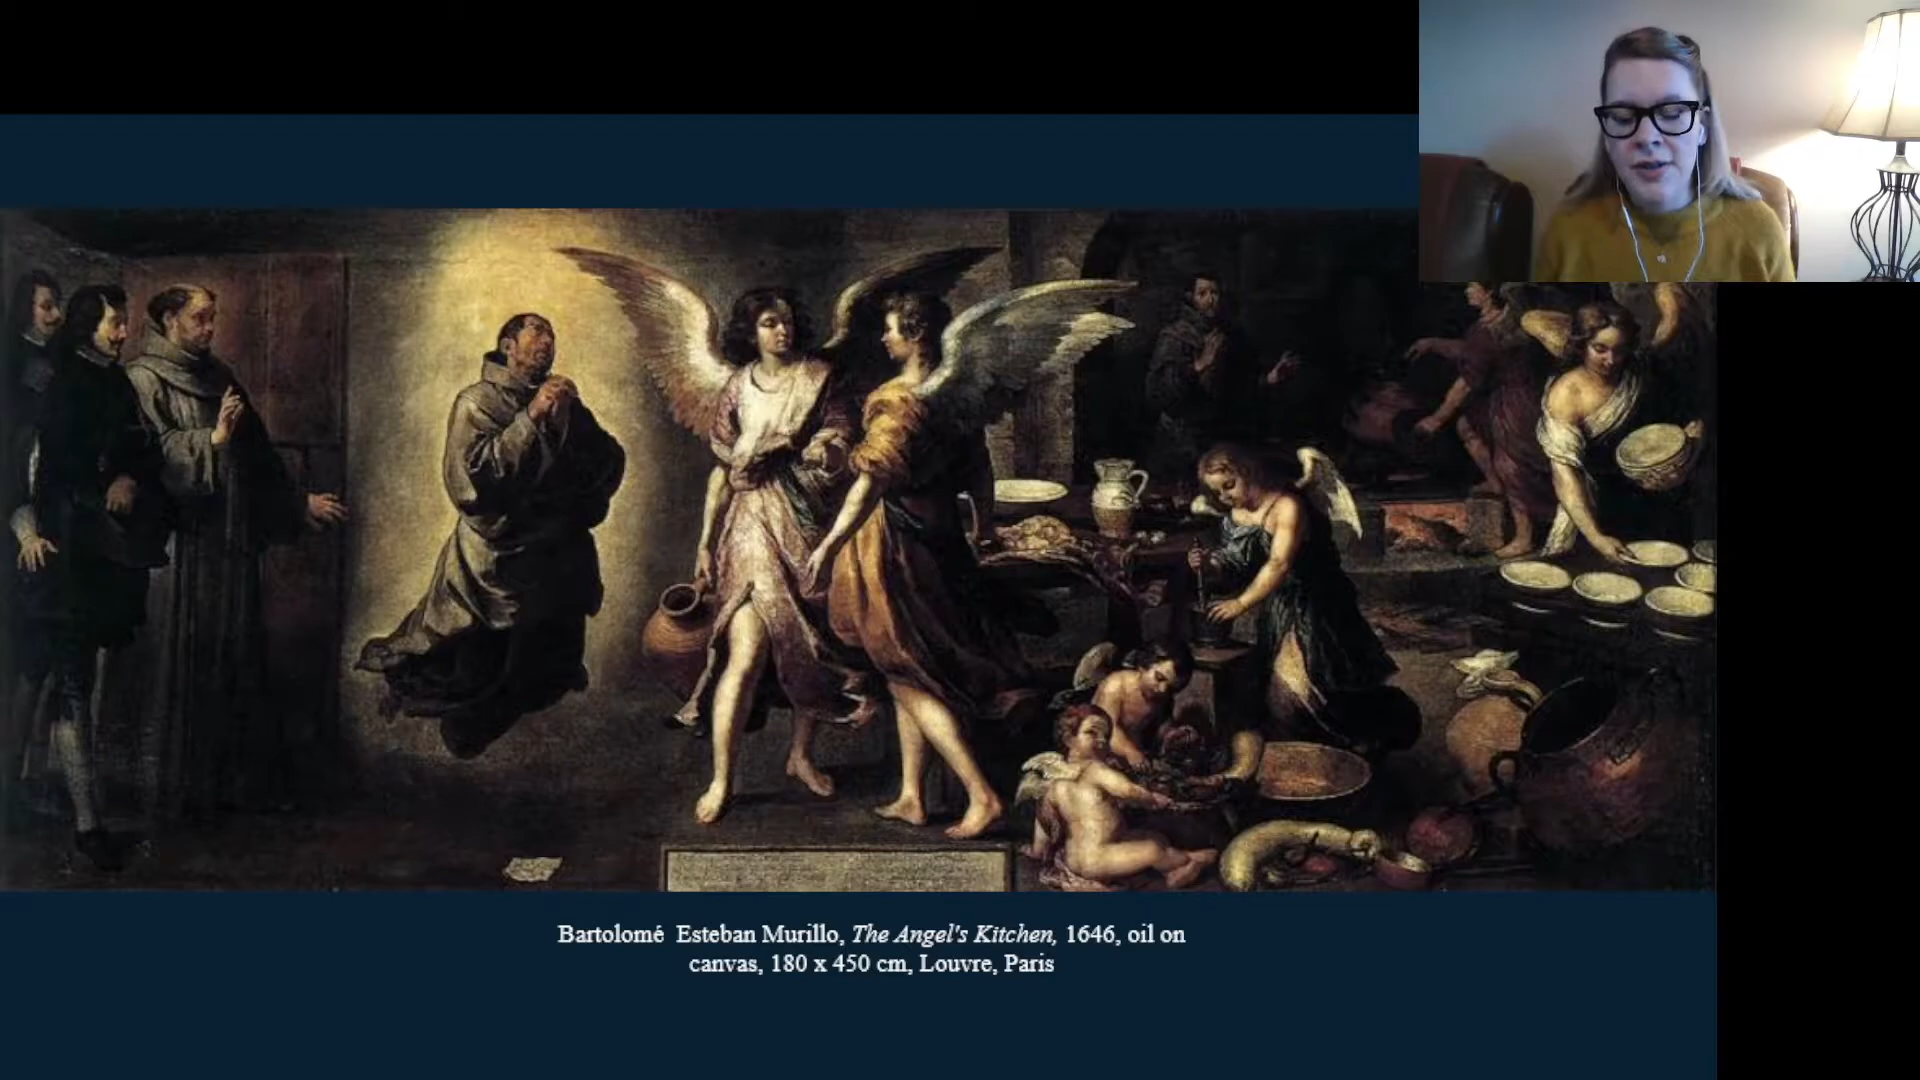 Bartolomé Esteban Murillo, The Angel's Kitchen, 1646, oil on
canvas, 180 x 450 cm, Louvre, Paris